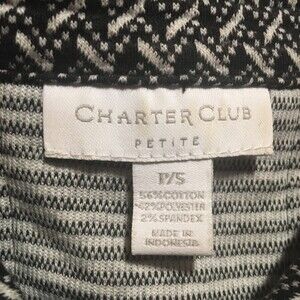 CHARTER CLUB
PETITE
P/S
56% COTTON
42% POLYESTER
2% SPANDEX
MADE IN
INDONESIA